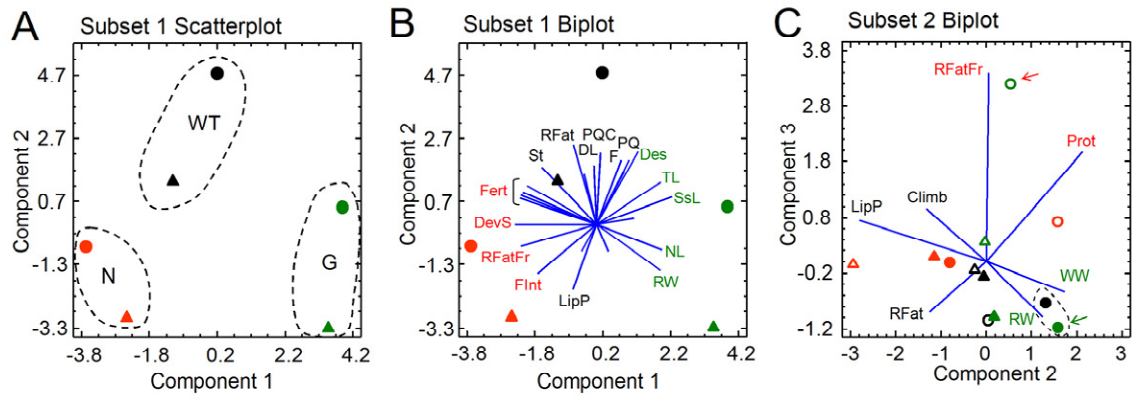 A
Subset 1 Scatterplot
4.7
2.7
0.7
-1.3
-3.3
Component 2
WT
N
G
-3.8
-1.8
0.2
2.2
4.2
Component 1
B
Subset 1 Biplot
4.7
2.7
0.7
-1.3
-3.3
Component 2
RFat
PQC
PQ
St
DL
F
Des
Fert
TL
SsL
DevS
NL
RFatFr
RW
FInt
LipP
-3.8
-1.8
0.2
2.2
4.2
Component 1
C
Subset 2 Biplot
3.8
2.8
1.8
0.8
-0.2
-1.2
Component 3
RFatFr
Prot
Climb
LipP
WW
RFat
RW
-3
-2
-1
0
1
2
3
Component 2